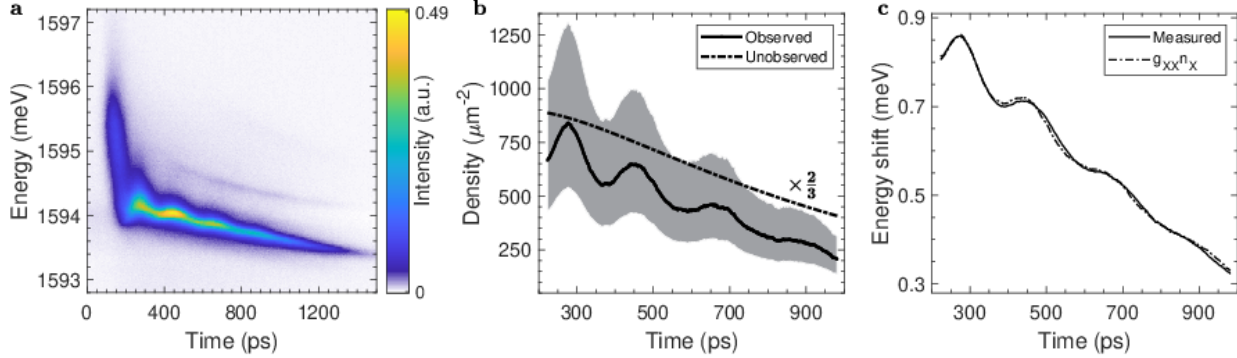 a
1597
1596
1595
1594
1593
Energy (meV)
0
400
800
1200
Time (ps)
0.49
0
Intensity (a.u.)
b
1250
1000
750
500
250
Density (μm⁻²)
Observed
Unobserved
× 2/3
300
500
700
900
Time (ps)
c
0.9
0.7
0.5
0.3
Energy shift (meV)
Measured
g_XX n_X
300
500
700
900
Time (ps)